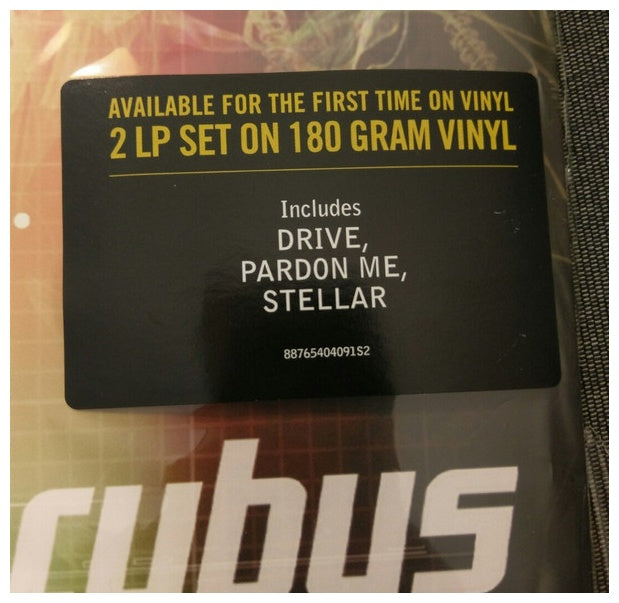 AVAILABLE FOR THE FIRST TIME ON VINYL
2 LP SET ON 180 GRAM VINYL
Includes
DRIVE,
PARDON ME,
STELLAR
88765404091S2
cubus